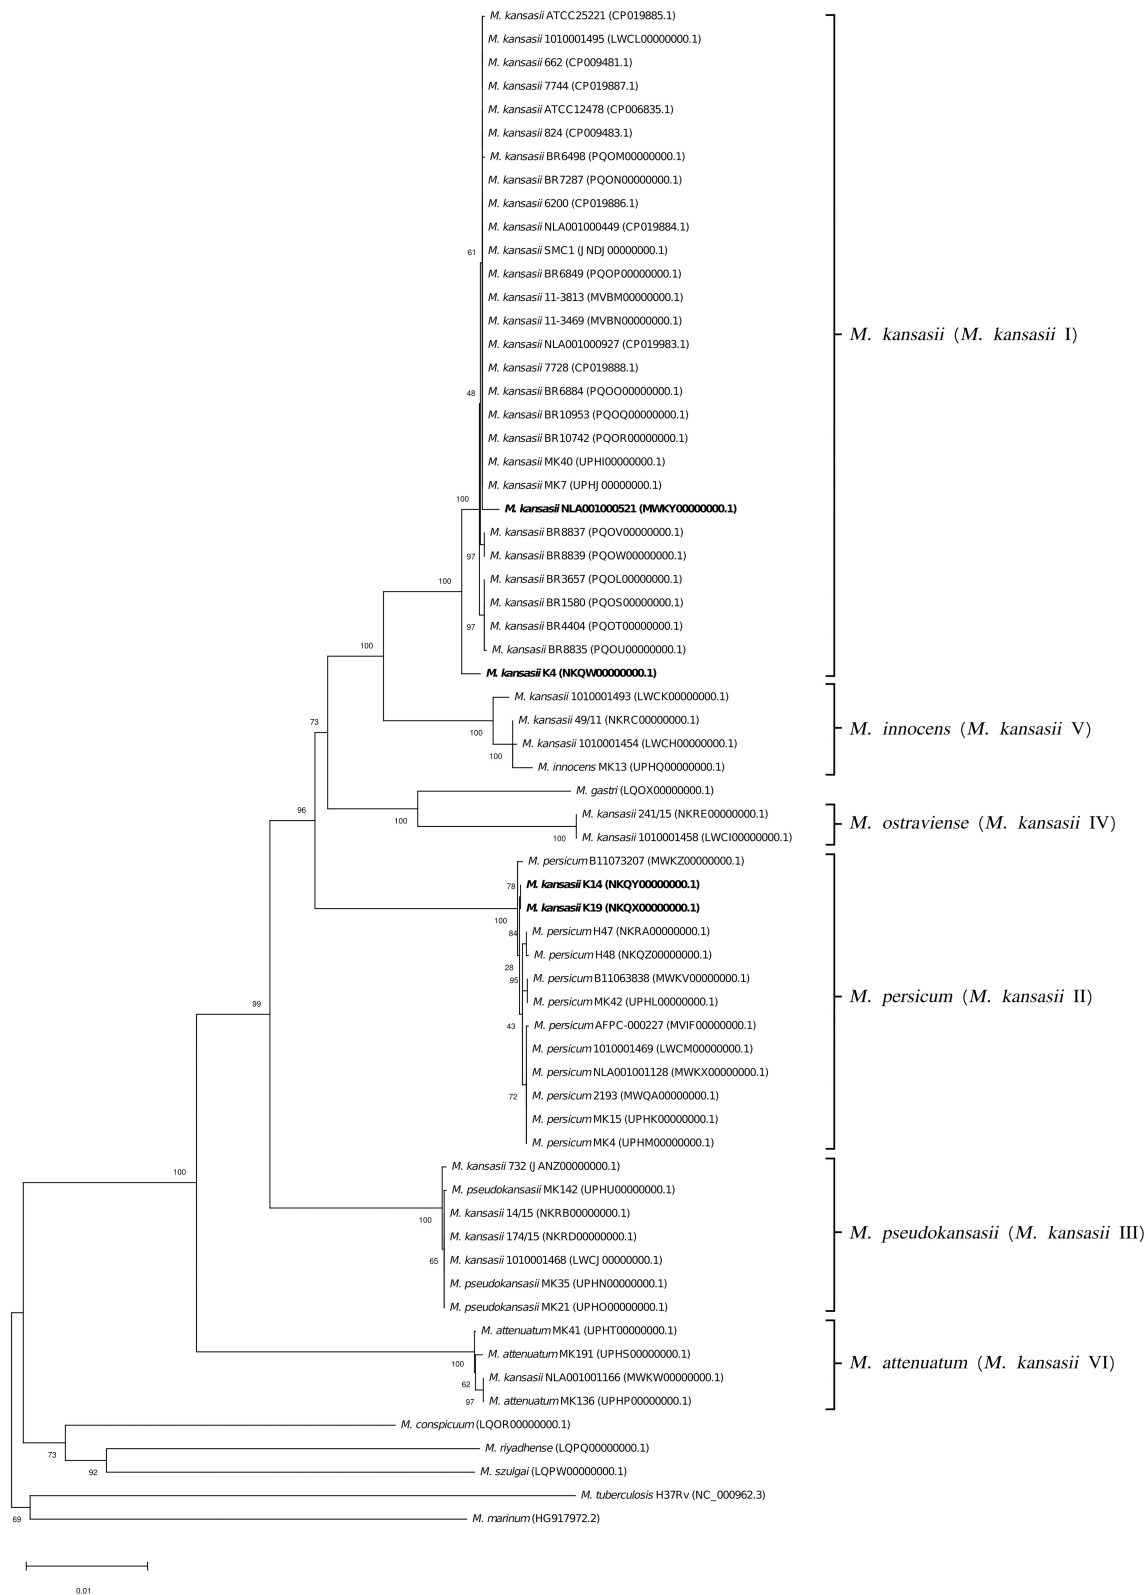 M. kansasii ATCC25221 (CP019885.1)
M. kansasii 1010001495 (LWCL00000000.1)
M. kansasii 662 (CP009481.1)
M. kansasii 7744 (CP019887.1)
M. kansasii ATCC12478 (CP006835.1)
M. kansasii 824 (CP009483.1)
M. kansasii BR6498 (PQOM00000000.1)
M. kansasii BR7287 (PQON00000000.1)
M. kansasii 6200 (CP019886.1)
M. kansasii NLA001000449 (CP019884.1)
61
M. kansasii SMC1 (JNDJ00000000.1)
M. kansasii BR6849 (PQOP00000000.1)
M. kansasii 11-3813 (MVBM00000000.1)
M. kansasii 11-3469 (MVBN00000000.1)
M. kansasii (M. kansasii I)
M. kansasii NLA001000927 (CP019983.1)
M. kansasii 7728 (CP019888.1)
48
M. kansasii BR6884 (PQOO00000000.1)
M. kansasii BR10953 (PQOQ00000000.1)
M. kansasii BR10742 (PQOR00000000.1)
M. kansasii MK40 (UPHI00000000.1)
M. kansasii MK7 (UPHJ00000000.1)
100
M. kansasii NLA001000521 (MWKY00000000.1)
M. kansasii BR8837 (PQOV00000000.1)
97
M. kansasii BR8839 (PQOW00000000.1)
100
M. kansasii BR3657 (PQOL00000000.1)
M. kansasii BR1580 (PQOS00000000.1)
97
M. kansasii BR4404 (PQOT00000000.1)
100
M. kansasii BR8835 (PQOU00000000.1)
M. kansasii K4 (NKQW00000000.1)
M. kansasii 1010001493 (LWCK00000000.1)
73
M. kansasii 49/11 (NKRC00000000.1)
100
M. innocens (M. kansasii V)
M. kansasii 1010001454 (LWCH00000000.1)
100
M. innocens MK13 (UPHQ00000000.1)
M. gastri (LQOX00000000.1)
96
M. kansasii 241/15 (NKRE00000000.1)
100
M. ostraviense (M. kansasii IV)
100
M. kansasii 1010001458 (LWCI00000000.1)
M. persicum B11073207 (MWKZ00000000.1)
78
M. kansasii K14 (NKQY00000000.1)
M. kansasii K19 (NKQX00000000.1)
100
84
M. persicum H47 (NKRA00000000.1)
M. persicum H48 (NKQZ00000000.1)
28
95
M. persicum B11063838 (MWKV00000000.1)
M. persicum (M. kansasii II)
M. persicum MK42 (UPHL00000000.1)
99
43
M. persicum AFPC-000227 (MVIF00000000.1)
M. persicum 1010001469 (LWCM00000000.1)
M. persicum NLA001001128 (MWKX00000000.1)
72
M. persicum 2193 (MWQA00000000.1)
M. persicum MK15 (UPHK00000000.1)
M. persicum MK4 (UPHM00000000.1)
M. kansasii 732 (JANZ00000000.1)
100
M. pseudokansasii MK142 (UPHU00000000.1)
M. kansasii 14/15 (NKRB00000000.1)
100
M. pseudokansasii (M. kansasii III)
M. kansasii 174/15 (NKRD00000000.1)
65
M. kansasii 1010001468 (LWCJ00000000.1)
M. pseudokansasii MK35 (UPHN00000000.1)
M. pseudokansasii MK21 (UPHO00000000.1)
M. attenuatum MK41 (UPHT00000000.1)
M. attenuatum MK191 (UPHS00000000.1)
100
M. attenuatum (M. kansasii VI)
M. kansasii NLA001001166 (MWKW00000000.1)
62
97
M. attenuatum MK136 (UPHP00000000.1)
M. conspicuum (LQOR00000000.1)
73
M. riyadhense (LQPQ00000000.1)
92
M. szulgai (LQPW00000000.1)
M. tuberculosis H37Rv (NC_000962.3)
69
M. marinum (HG917972.2)
0.01